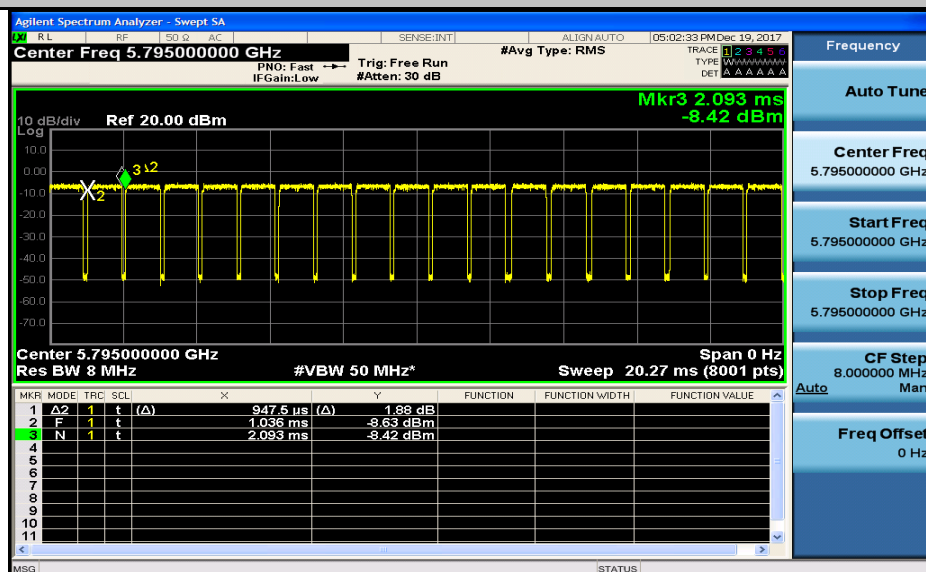 Agilent Spectrum Analyzer - Swept SA
LXI RL RF 50 Ω AC SENSE:INT ALIGN AUTO 05:02:33 PM Dec 19, 2017
Center Freq 5.795000000 GHz #Avg Type: RMS TRACE 1 2 3 4 5 6
PNO: Fast Trig: Free Run TYPE WWWWWW
IFGain:Low #Atten: 30 dB DET A A A A A A
Mkr3 2.093 ms
10 dB/div Ref 20.00 dBm -8.42 dBm
Log
10.0
0.00
3 1Δ2
-10.0
2
-20.0
-30.0
-40.0
-50.0
-60.0
-70.0
Center 5.795000000 GHz Span 0 Hz
Res BW 8 MHz #VBW 50 MHz* Sweep 20.27 ms (8001 pts)
MKR MODE TRC SCL X Y FUNCTION FUNCTION WIDTH FUNCTION VALUE
1 Δ2 1 t (Δ) 947.5 µs (Δ) 1.88 dB
2 F 1 t 1.036 ms -8.63 dBm
3 N 1 t 2.093 ms -8.42 dBm
4
5
6
7
8
9
10
11
MSG STATUS
Frequency
Auto Tune
Center Freq
5.795000000 GHz
Start Freq
5.795000000 GHz
Stop Freq
5.795000000 GHz
CF Step
8.000000 MHz
Auto Man
Freq Offset
0 Hz